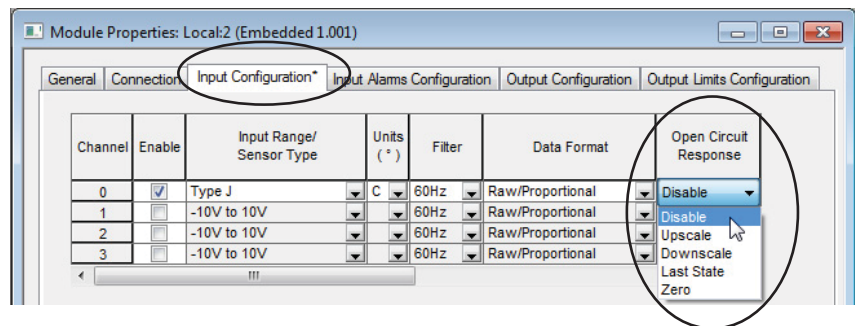 Module Properties: Local:2 (Embedded 1.001)
General Connection Input Configuration* Input Alarms Configuration Output Configuration Output Limits Configuration
Channel Enable Input Range/ Sensor Type Units (°) Filter Data Format Open Circuit Response
0 Type J C 60Hz Raw/Proportional Disable
1 -10V to 10V 60Hz Raw/Proportional Disable
2 -10V to 10V 60Hz Raw/Proportional Upscale
3 -10V to 10V 60Hz Raw/Proportional Downscale
Last State
Zero